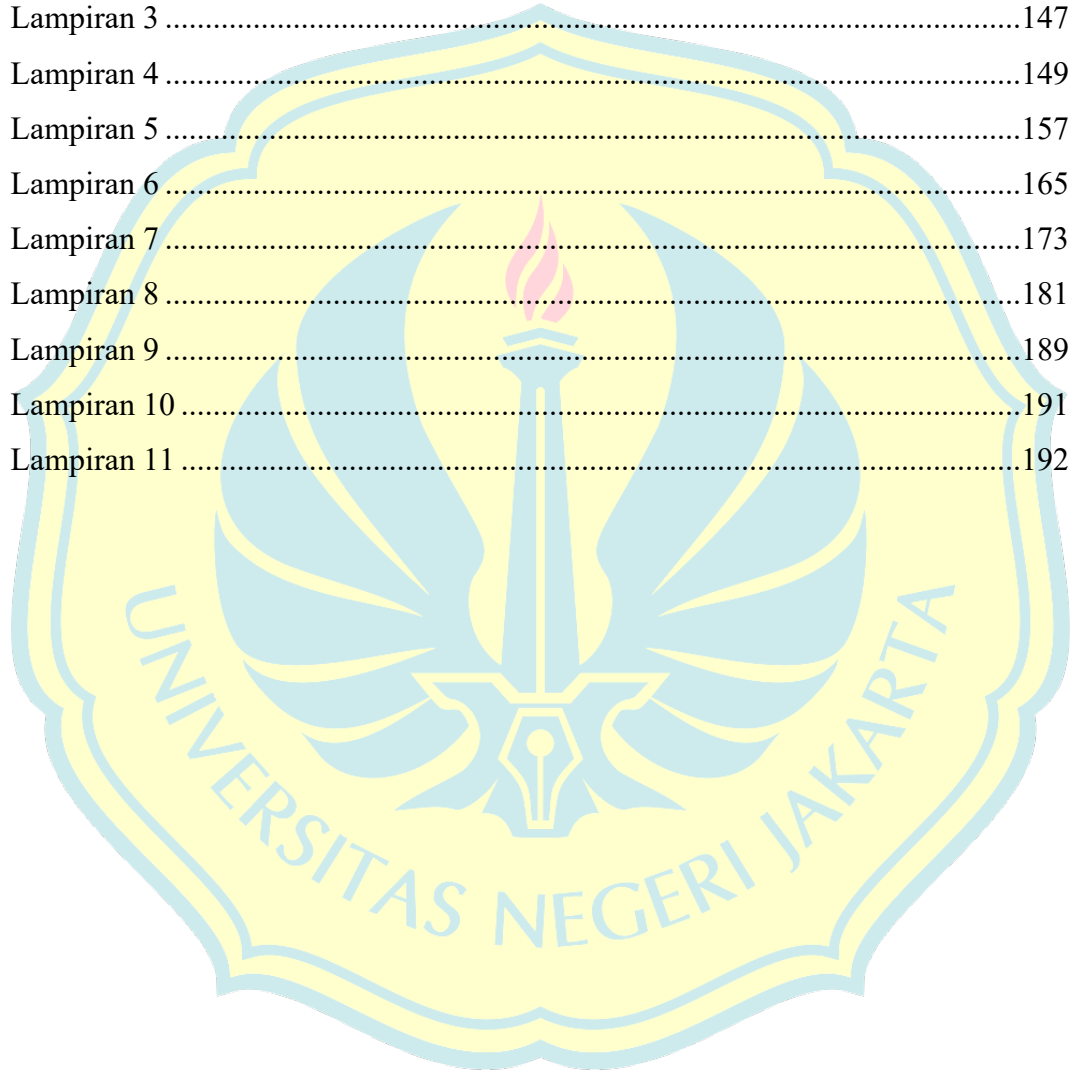 Lampiran 3 ..........................................................................................................147
Lampiran 4 ..........................................................................................................149
Lampiran 5 ..........................................................................................................157
Lampiran 6 ..........................................................................................................165
Lampiran 7 ..........................................................................................................173
Lampiran 8 ..........................................................................................................181
Lampiran 9 ..........................................................................................................189
Lampiran 10 ........................................................................................................191
Lampiran 11 ........................................................................................................192
UNIVERSITAS NEGERI JAKARTA